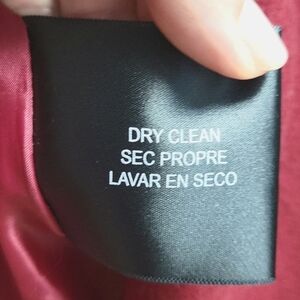 DRY CLEAN
SEC PROPRE
LAVAR EN SECO